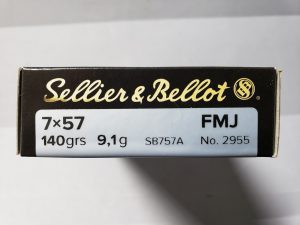 Sellier & Bellot S&B®
7×57 FMJ
140grs 9,1g SB757A No. 2955